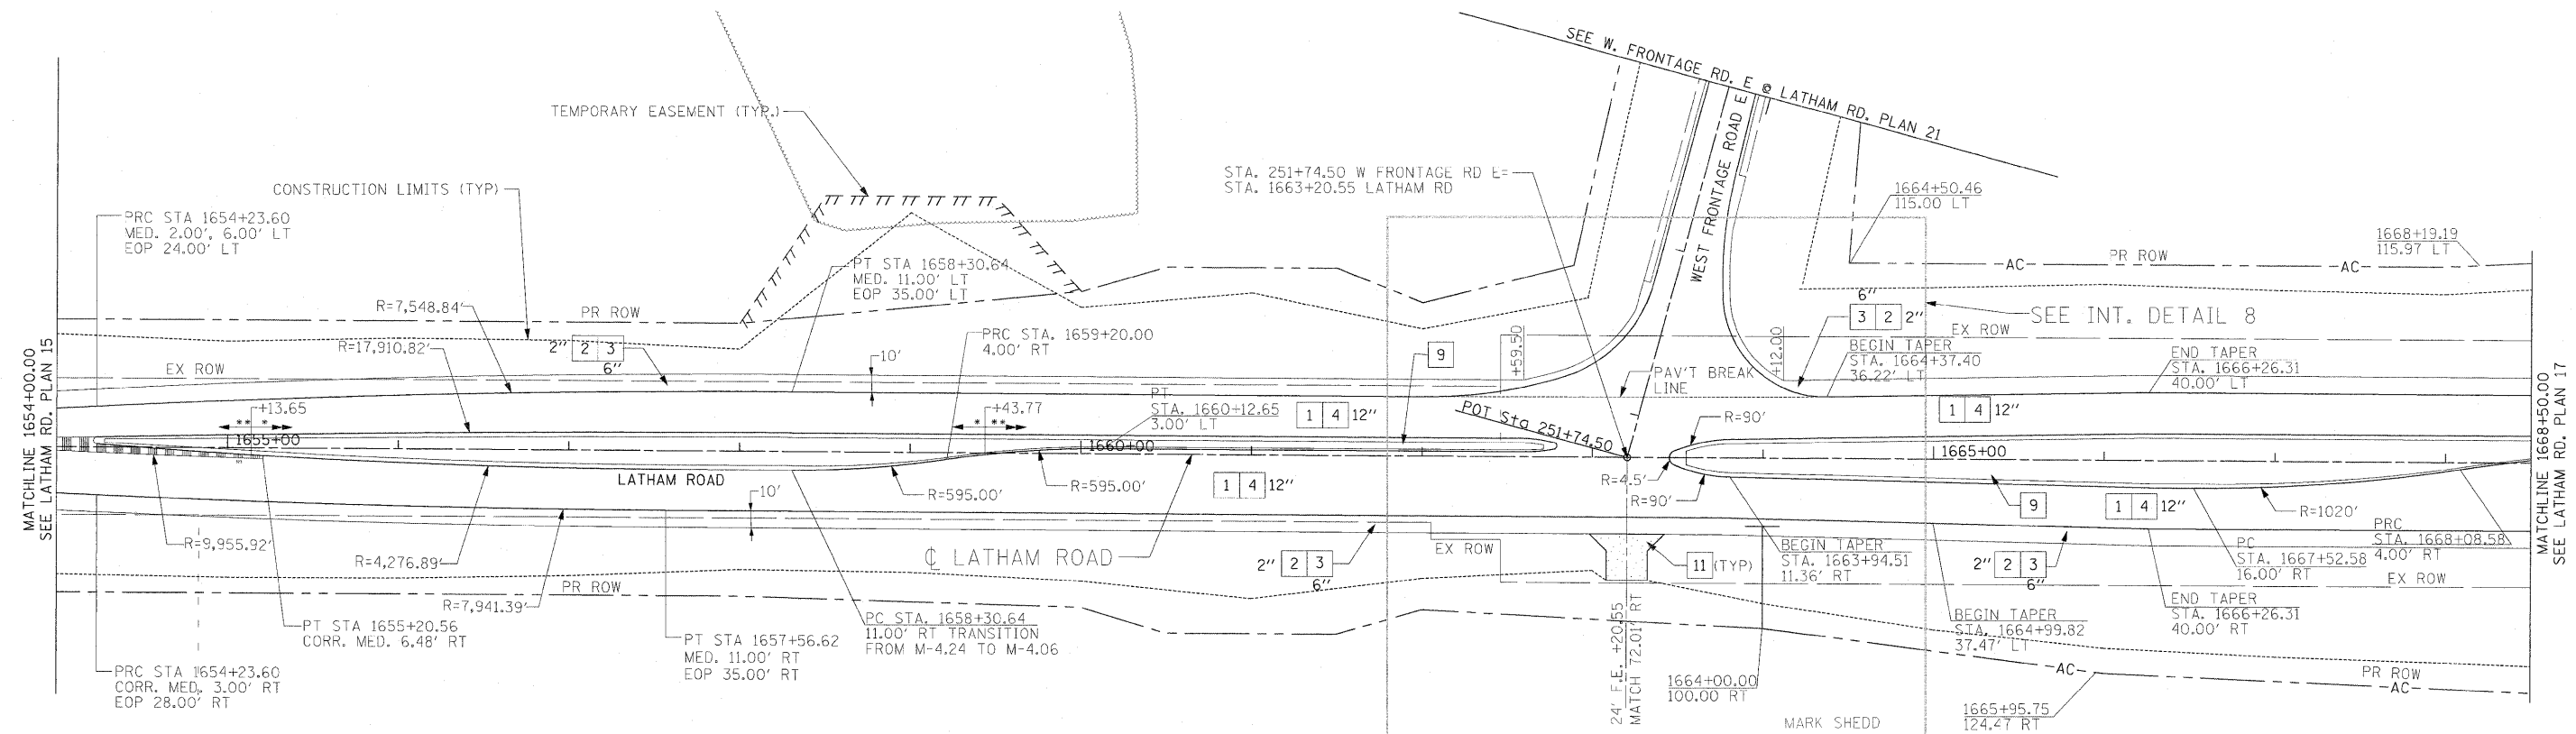 SEE W. FRONTAGE RD. E @ LATHAM RD. PLAN 21
TEMPORARY EASEMENT (TYP.)
CONSTRUCTION LIMITS (TYP)
PRC STA 1654+23.60
MED. 2.00', 6.00' LT
EOP 24.00' LT
STA. 251+74.50 W FRONTAGE RD E=
STA. 1663+20.55 LATHAM RD
WEST FRONTAGE ROAD E
1664+50.46
115.00 LT
1668+19.19
115.97 LT
PT STA 1658+30.64
MED. 11.00' LT
EOP 35.00' LT
AC
PR ROW
AC
R=7,548.84'
PR ROW
6"
3 2 2"
SEE INT. DETAIL 8
EX ROW
R=17,910.82'
2" 2 3
6"
PRC STA. 1659+20.00
4.00' RT
10'
9
+59.50
+12.00
BEGIN TAPER
STA. 1664+37.40
36.22' LT
END TAPER
STA. 1666+26.31
40.00' LT
EX ROW
PAV'T BREAK
LINE
PT
STA. 1660+12.65
3.00' LT
MATCHLINE 1654+00.00
SEE LATHAM RD. PLAN 15
MATCHLINE 1668+50.00
SEE LATHAM RD. PLAN 17
+13.65
** *
+43.77
* **
1 4 12"
POT Sta 251+74.50
R=90'
1 4 12"
1655+00
1660+00
1665+00
LATHAM ROAD
R=595.00'
R=595.00'
1 4 12"
R=4.5'
R=90'
9
1 4 12"
R=1020'
10'
R=9,955.92'
R=4,276.89'
℄ LATHAM ROAD
EX ROW
2" 2 3
6"
11 (TYP)
BEGIN TAPER
STA. 1663+94.51
11.36' RT
2" 2 3
6"
PC
STA. 1667+52.58
16.00' RT
PRC
STA. 1668+08.58
4.00' RT
EX ROW
PR ROW
R=7,941.39'
PT STA 1655+20.56
CORR. MED. 6.48' RT
PT STA 1657+56.62
MED. 11.00' RT
EOP 35.00' RT
PC STA. 1658+30.64
11.00' RT TRANSITION
FROM M-4.24 TO M-4.06
24' F.E. +20.55
MATCH 72.01 RT
BEGIN TAPER
STA. 1664+99.82
37.47' LT
END TAPER
STA. 1666+26.31
40.00' RT
PRC STA 1654+23.60
CORR. MED. 3.00' RT
EOP 28.00' RT
1664+00.00
100.00 RT
AC
PR ROW
AC
MARK SHEDD
1665+95.75
124.47 RT